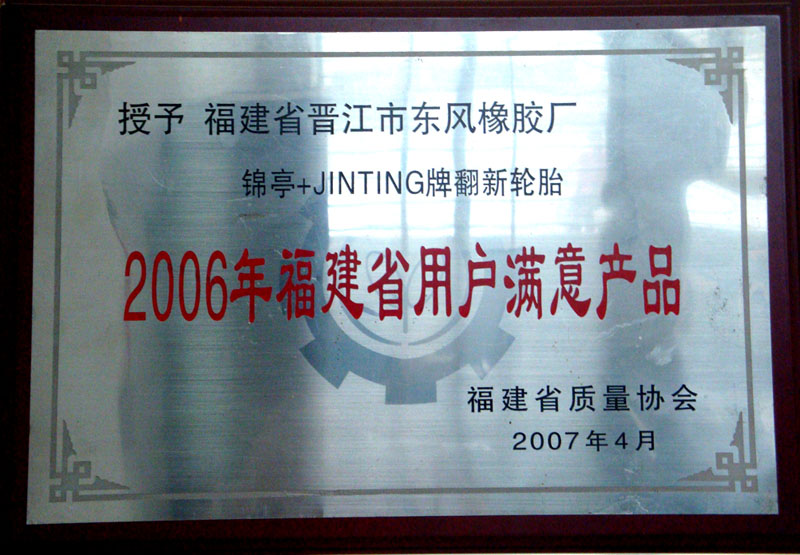 授予 福建省晋江市东风橡胶厂
锦亭+JINTING牌翻新轮胎
2006年福建省用户满意产品
福建省质量协会
2007年4月